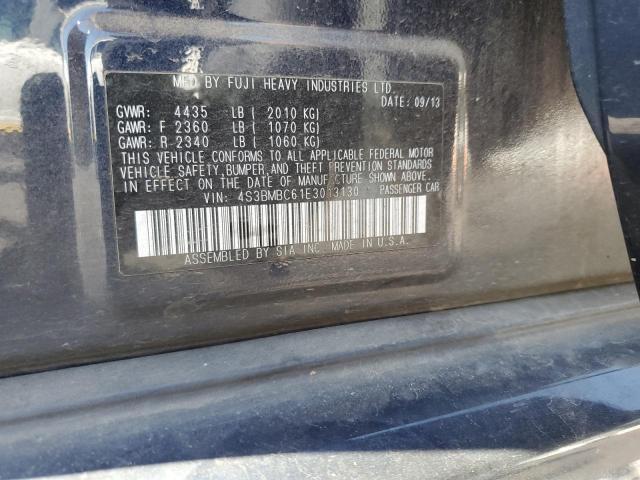 MFD BY FUJI HEAVY INDUSTRIES LTD.
DATE: 09/13
GVWR: 4435 LB ( 2010 KG)
GAWR: F 2360 LB ( 1070 KG)
GAWR: R 2340 LB ( 1060 KG)
THIS VEHICLE CONFORMS TO ALL APPLICABLE FEDERAL MOTOR
VEHICLE SAFETY, BUMPER, AND THEFT PREVENTION STANDARDS
IN EFFECT ON THE DATE OF MANUFACTURE SHOWN ABOVE.
VIN: 4S3BMBC61E3013130 PASSENGER CAR
ASSEMBLED BY SIA INC. MADE IN U.S.A.